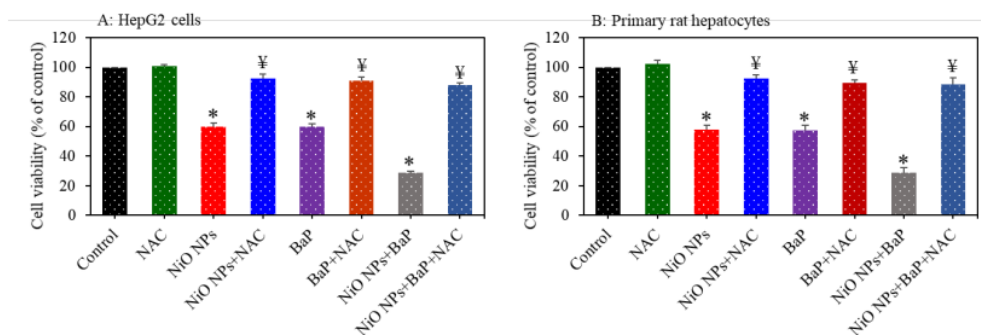 A: HepG2 cells
Cell viability (% of control)
120
100
80
60
40
20
0
* * *
¥ ¥ ¥
Control
NAC
NiO NPs
NiO NPs+NAC
BaP
BaP+NAC
NiO NPs+BaP
NiO NPs+BaP+NAC
B: Primary rat hepatocytes
Cell viability (% of control)
120
100
80
60
40
20
0
* * *
¥ ¥ ¥
Control
NAC
NiO NPs
NiO NPs+NAC
BaP
BaP+NAC
NiO NPs+BaP
NiO NPs+BaP+NAC